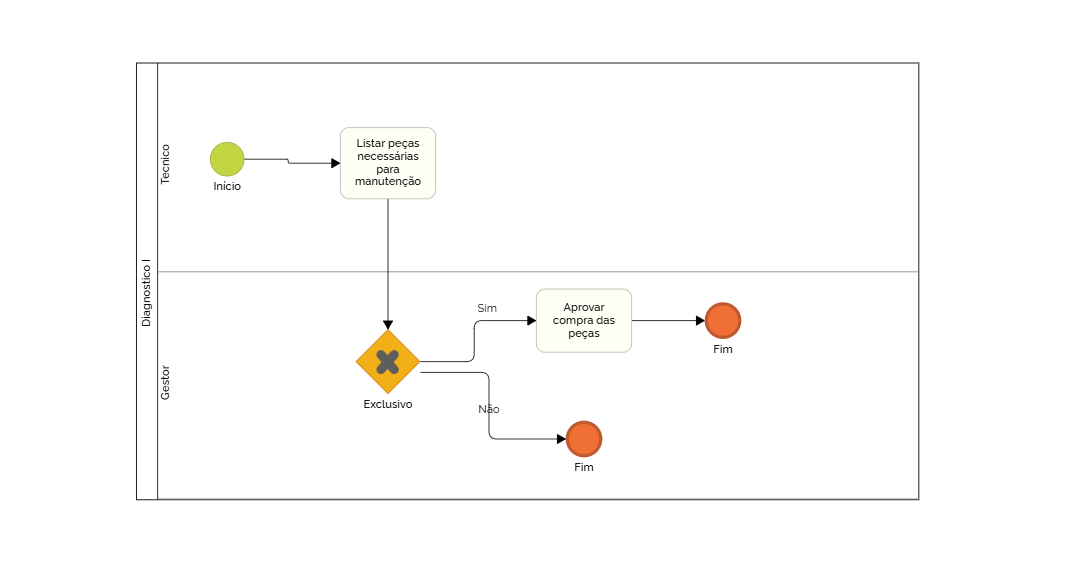 Diagnostico I
Tecnico
Início
Listar peças
necessárias
para
manutenção
Gestor
Exclusivo
Sim
Aprovar
compra das
peças
Fim
Não
Fim